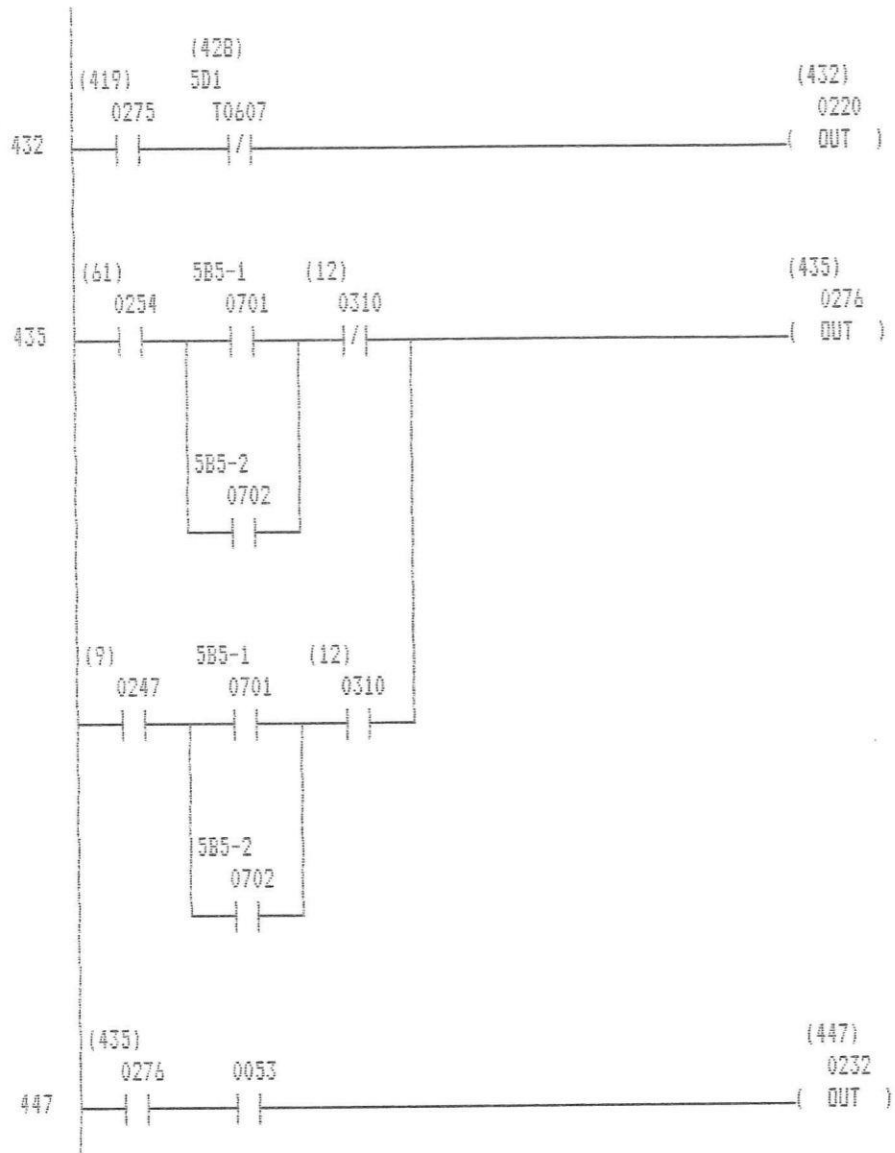 (428)
(419) 5D1 (432)
0275 T0607 0220
432 ( OUT )
(61) 5B5-1 (12) (435)
0254 0701 0310 0276
435 ( OUT )
5B5-2
0702
(9) 5B5-1 (12)
0247 0701 0310
5B5-2
0702
(435) (447)
0276 0053 0232
447 ( OUT )